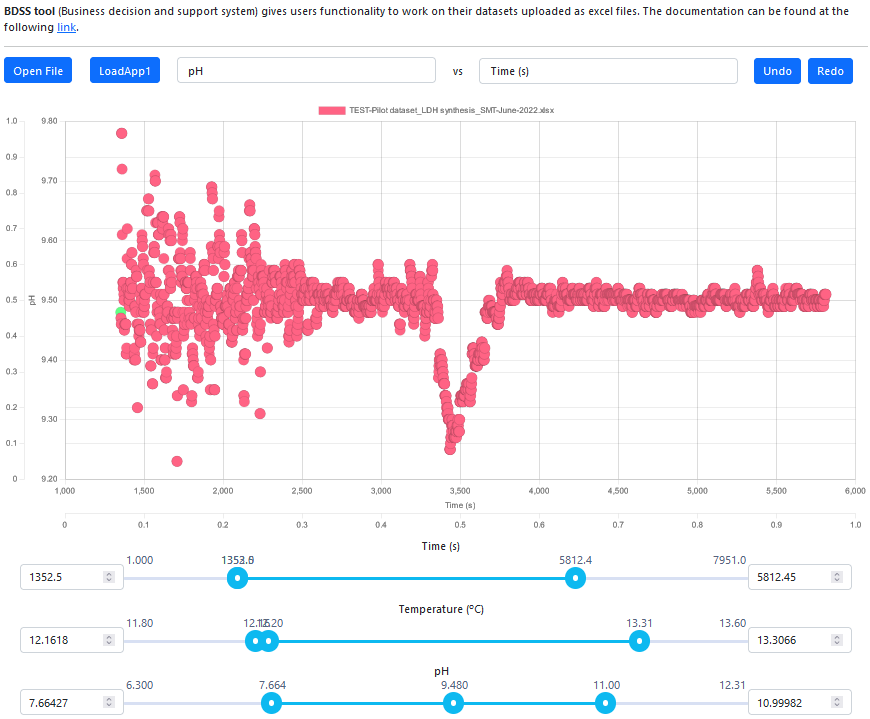 BDSS tool (Business decision and support system) gives users functionality to work on their datasets uploaded as excel files. The documentation can be found at the
following link.
Open File LoadApp1 pH vs Time (s) Undo Redo
TEST-Pilot dataset_LDH synthesis_SMT-June-2022.xlsx
1.0 9.80
0.9
0.8 9.70
0.7
9.60
0.6
0.5 9.50
pH
0.4
9.40
0.3
0.2
9.30
0.1
0 9.20
1,000 1,500 2,000 2,500 3,000 3,500 4,000 4,500 5,000 5,500 6,000
Time (s)
0 0.1 0.2 0.3 0.4 0.5 0.6 0.7 0.8 0.9 1.0
Time (s)
1.000 5812.4 7951.0
1352.5 5812.45
Temperature (°C)
11.80 12.20 13.31 13.60
12.1618 13.3066
pH
6.300 7.664 9.480 11.00 12.31
7.66427 10.99982